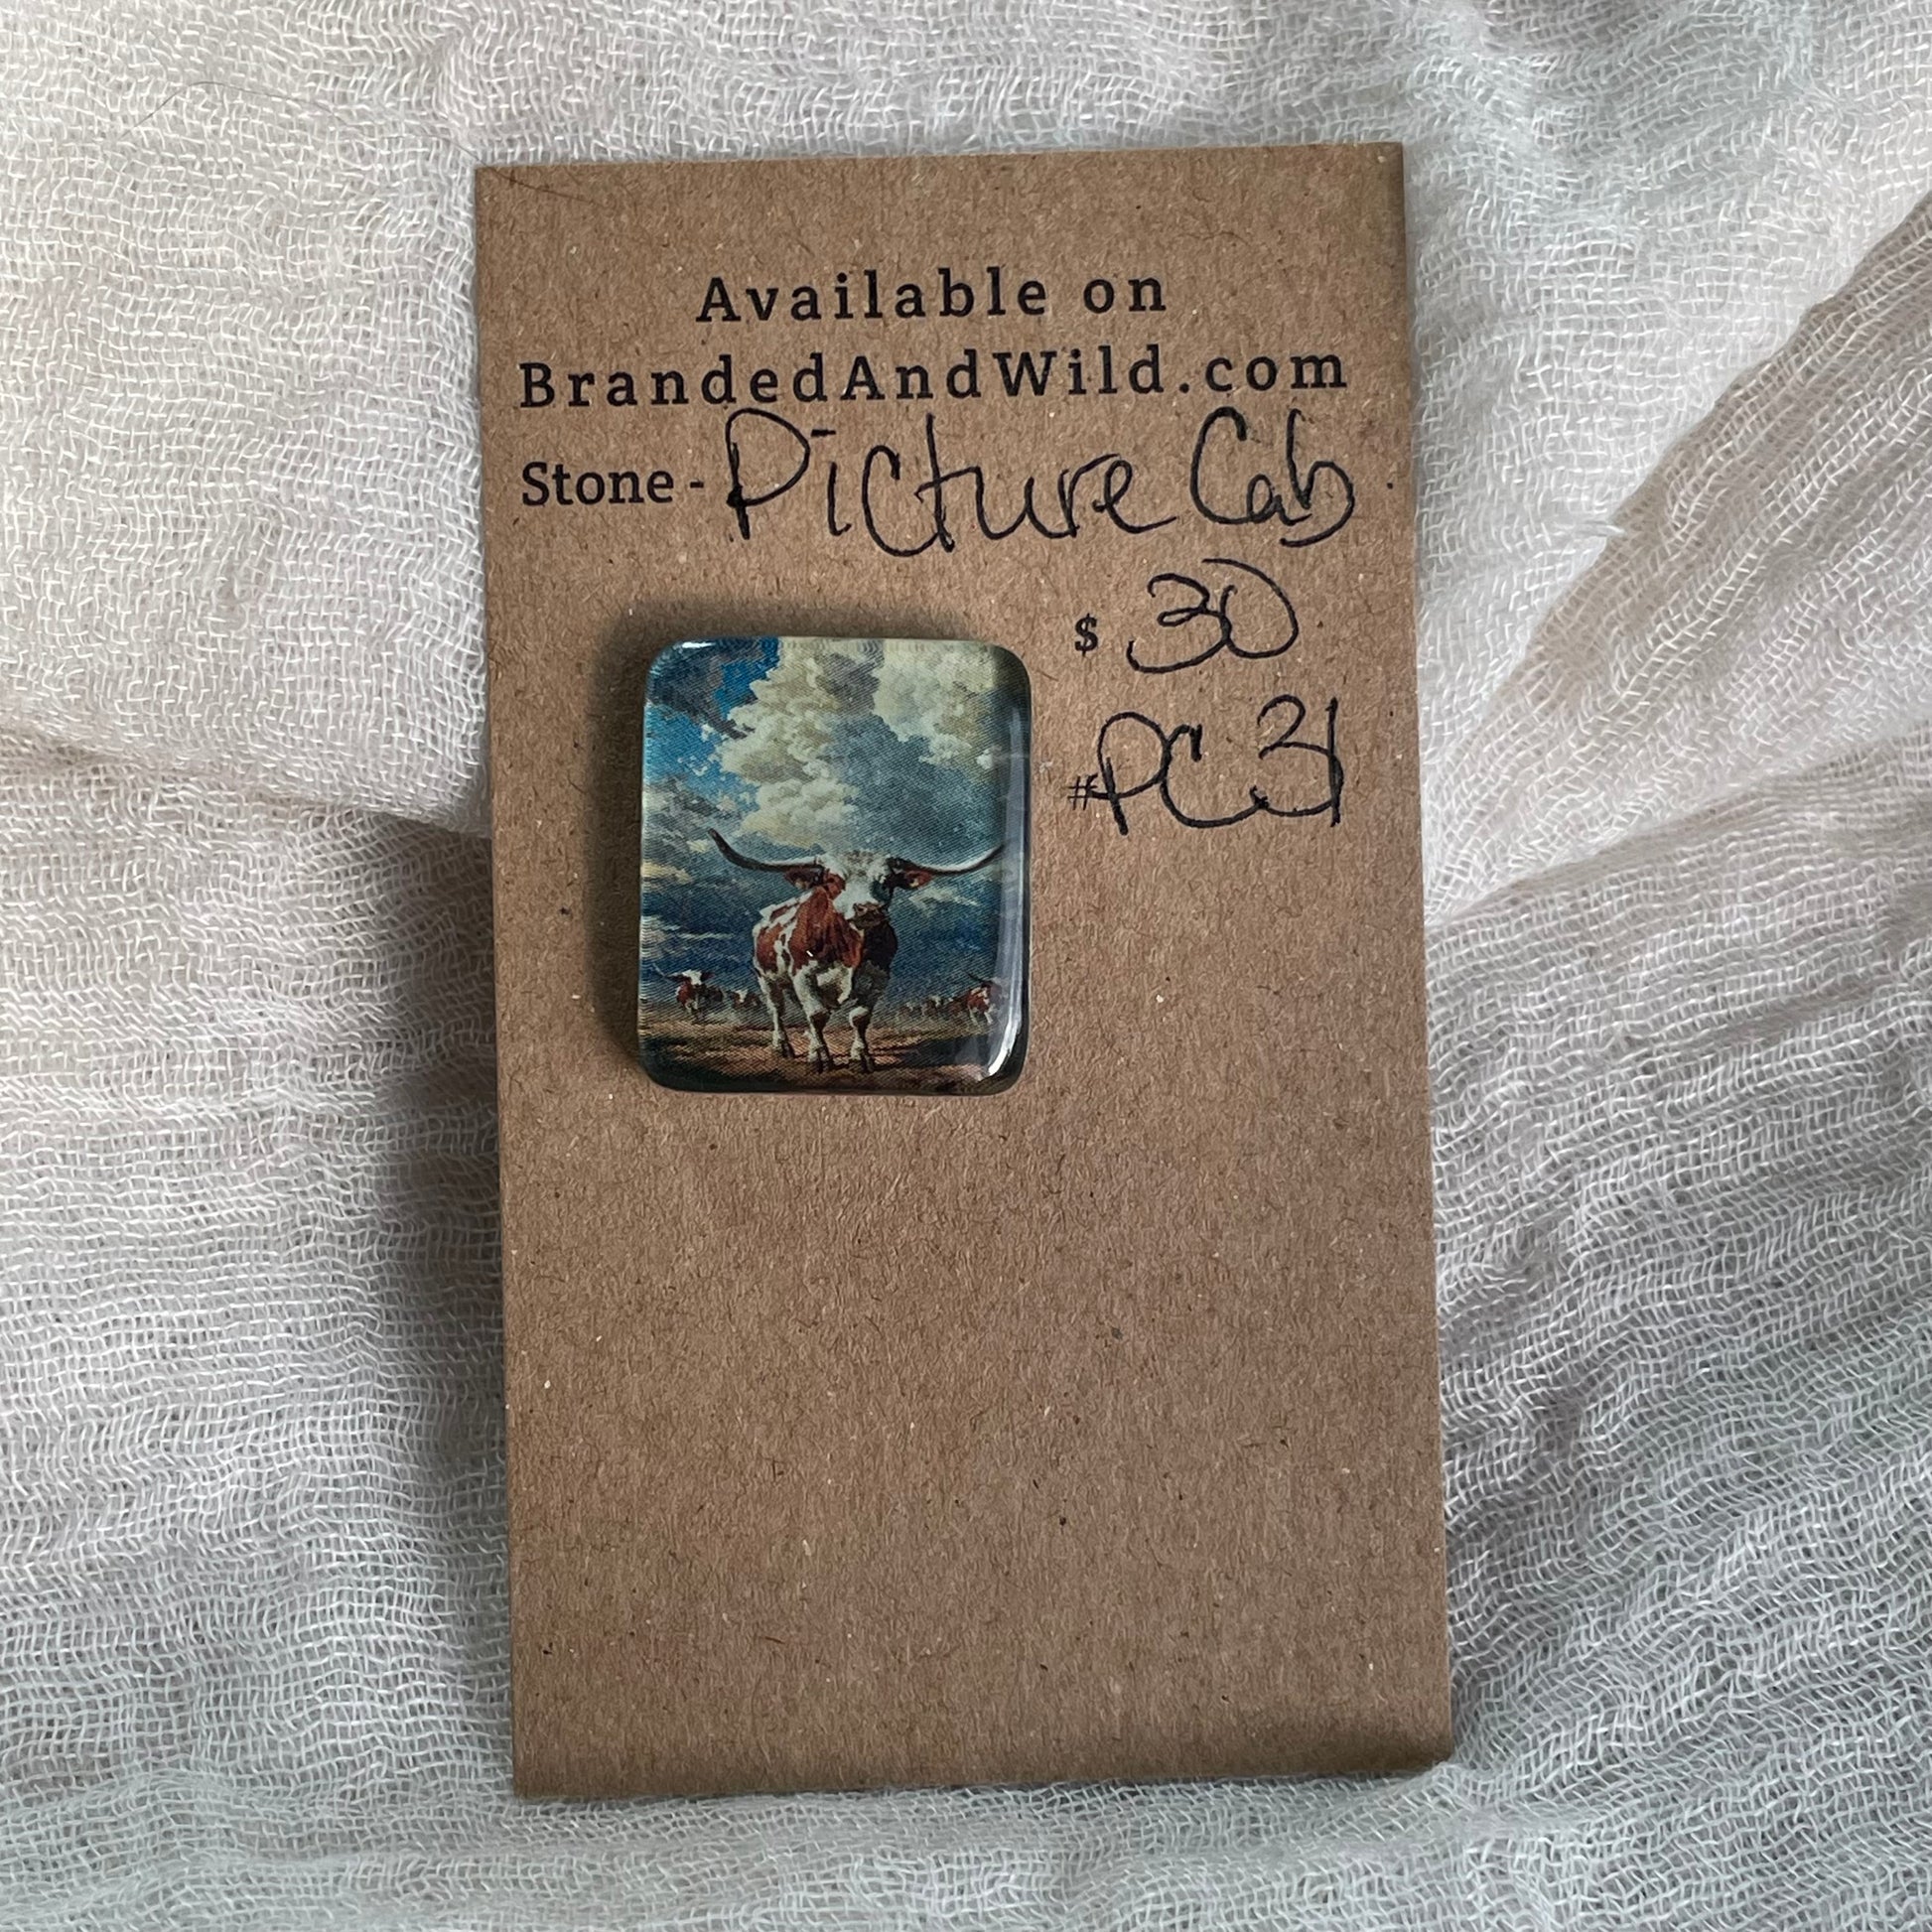 Available on
BrandedAndWild.com
Stone - Picture Cab
$ 30
#PC31